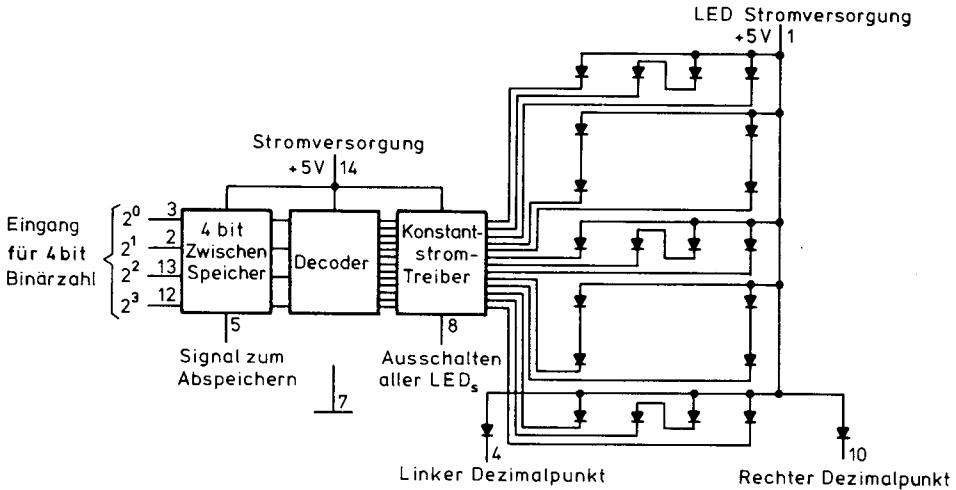 LED Stromversorgung
+5V 1
Stromversorgung
+5V 14
Eingang
für 4bit
Binärzahl
2⁰ 3
2¹ 2
2² 13
2³ 12
4 bit
Zwischen
Speicher
Decoder
Konstant-
strom-
Treiber
5
Signal zum
Abspeichern
7
8
Ausschalten
aller LEDs
4
Linker Dezimalpunkt
10
Rechter Dezimalpunkt